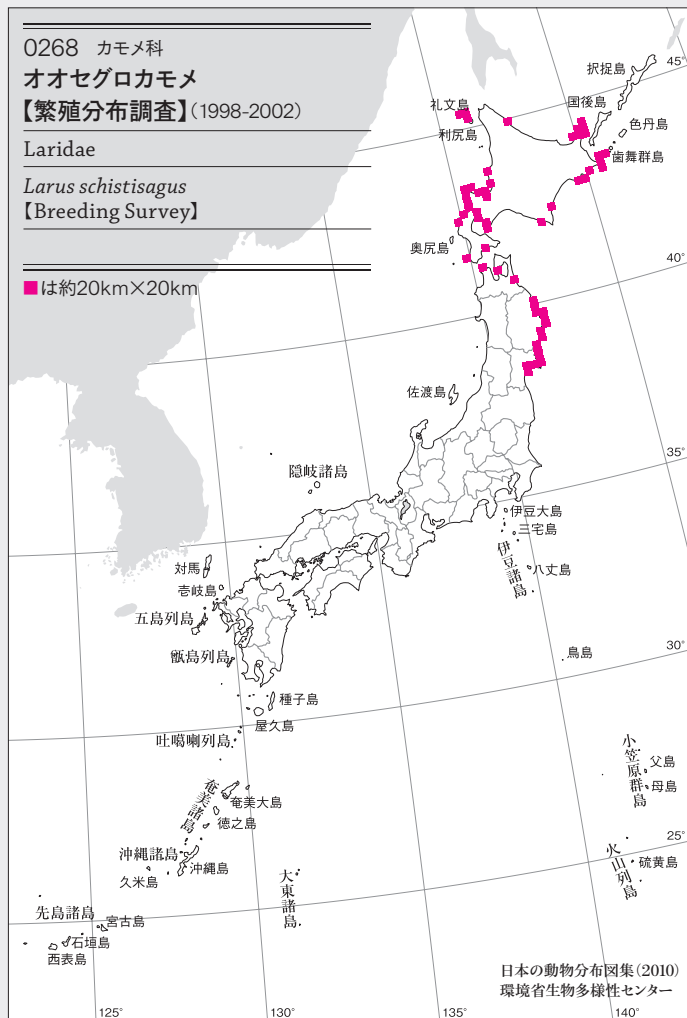 0268 カモメ科
オオセグロカモメ
【繁殖分布調査】(1998-2002)
Laridae
Larus schistisagus
【Breeding Survey】
■は約20km×20km
45°
択捉島
国後島
礼文島
色丹島
利尻島
歯舞群島
奥尻島
40°
佐渡島
35°
隠岐諸島
伊豆大島
三宅島
伊豆諸島
八丈島
対馬
壱岐島
五島列島
甑島列島
鳥島
30°
種子島
屋久島
吐噶喇列島
小笠原群島
父島
母島
奄美諸島
奄美大島
徳之島
25°
沖縄諸島
沖縄島
久米島
大東諸島
火山列島
硫黄島
先島諸島
宮古島
石垣島
西表島
日本の動物分布図集(2010)
環境省生物多様性センター
125°
130°
135°
140°